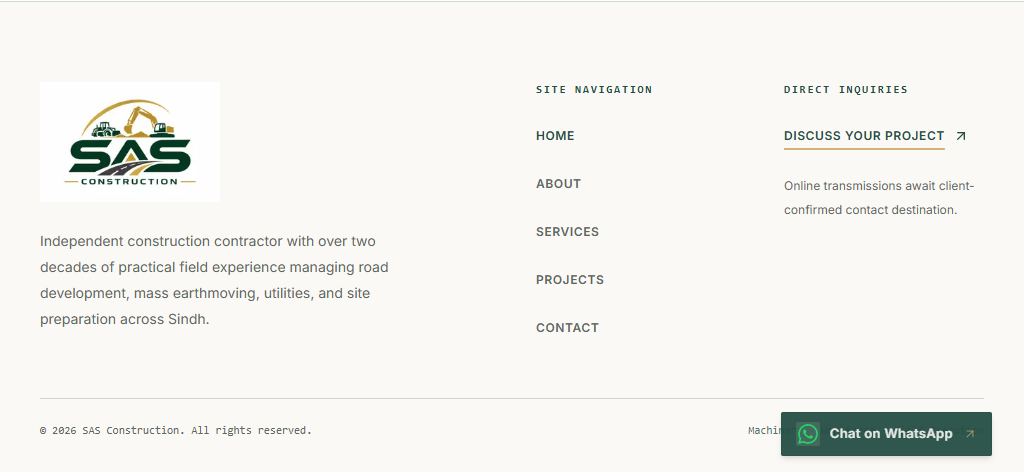 SAS
CONSTRUCTION
Independent construction contractor with over two
decades of practical field experience managing road
development, mass earthmoving, utilities, and site
preparation across Sindh.
SITE NAVIGATION
HOME
ABOUT
SERVICES
PROJECTS
CONTACT
DIRECT INQUIRIES
DISCUSS YOUR PROJECT
Online transmissions await client-
confirmed contact destination.
© 2026 SAS Construction. All rights reserved.
Chat on WhatsApp